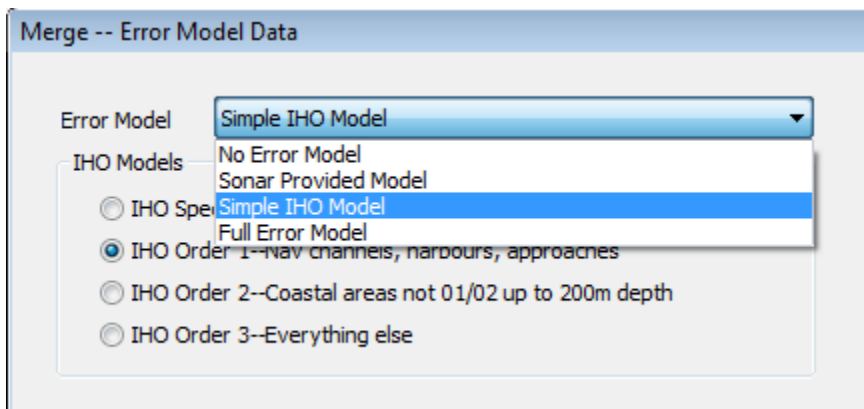 Merge -- Error Model Data
Error Model
Simple IHO Model
No Error Model
Sonar Provided Model
Simple IHO Model
Full Error Model
IHO Models
IHO
IHO Order 1--Nav channels, harbours, approaches
IHO Order 2--Coastal areas not 01/02 up to 200m depth
IHO Order 3--Everything else